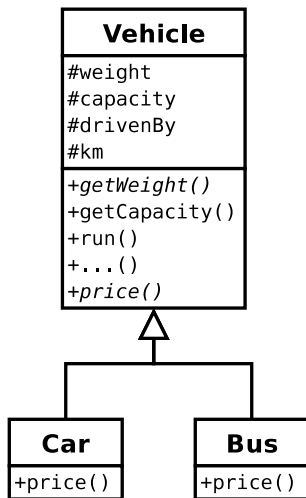 Vehicle
#weight
#capacity
#drivenBy
#km
+getWeight()
+getCapacity()
+run()
+...()
+price()
Car
+price()
Bus
+price()